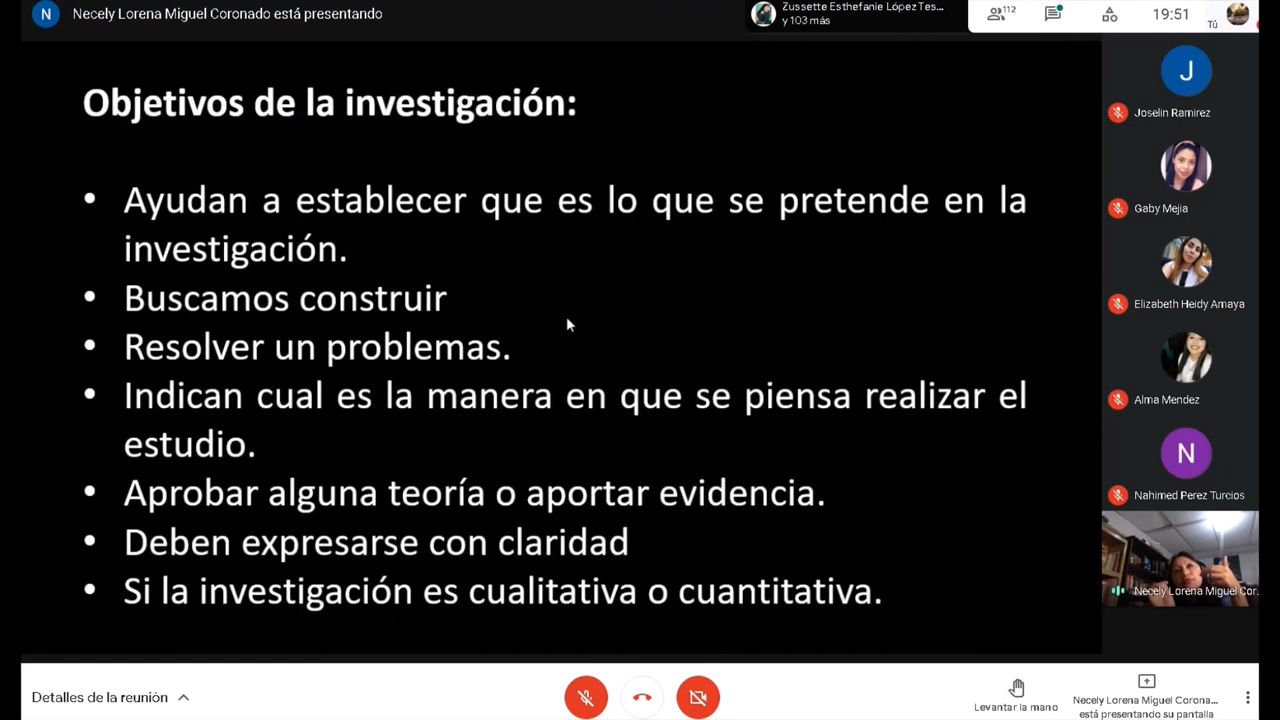 N Necely Lorena Miguel Coronado está presentando
Zussette Esthefanie López Tes...
y 103 más
112
19:51
Tú
Objetivos de la investigación:
• Ayudan a establecer que es lo que se pretende en la
investigación.
• Buscamos construir
• Resolver un problemas.
• Indican cual es la manera en que se piensa realizar el
estudio.
• Aprobar alguna teoría o aportar evidencia.
• Deben expresarse con claridad
• Si la investigación es cualitativa o cuantitativa.
J
Joselin Ramirez
Gaby Mejia
Elizabeth Heidy Amaya
Alma Mendez
N
Nahimed Perez Turcios
Necely Lorena Miguel Cor...
Detalles de la reunión
Levantar la mano
Necely Lorena Miguel Corona...
está presentando su pantalla